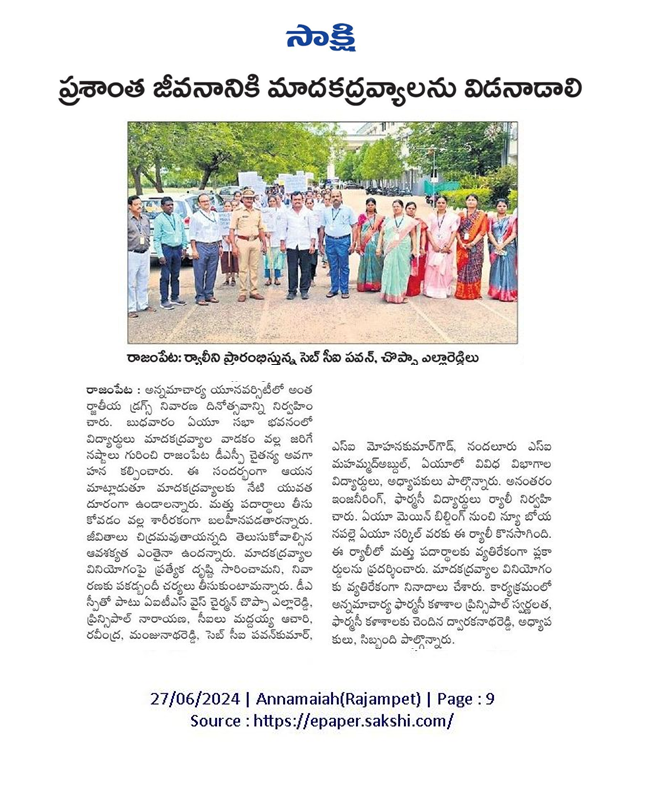 సాక్షి
ప్రశాంత జీవనానికి మాదకద్రవ్యాలను విడనాడాలి
రాజంపేట: ర్యాలీని ప్రారంభిస్తున్న సెబ్ సీఐ పవన్, చొప్పా ఎల్లారెడ్డిలు
రాజంపేట : అన్నమాచార్య యూనవర్సిటీలో అంత
ర్జాతీయ డ్రగ్స్ నివారణ దినోత్సవాన్ని నిర్వహిం
చారు. బుధవారం ఏయూ సభా భవనంలో
విద్యార్థులు మాదకద్రవ్యాల వాడకం వల్ల జరిగే
నష్టాలు గురించి రాజంపేట డీఎస్పీ చైతన్య అవగా
హన కల్పించారు. ఈ సందర్భంగా ఆయన
మాట్లాడుతూ మాదకద్రవ్యాలకు నేటి యువత
దూరంగా ఉండాలన్నారు. మత్తు పదార్థాలు తీసు
కోవడం వల్ల శారీరకంగా బలహీనపడతారన్నారు.
జీవితాలు చిద్రమవుతాయన్నది తెలుసుకోవాల్సిన
ఆవశ్యకత ఎంతైనా ఉందన్నారు. మాదకద్రవ్యాల
వినియోగంపై ప్రత్యేక దృష్టి సారించామని, నివా
రణకు పకడ్బందీ చర్యలు తీసుకుంటామన్నారు. డీఎ
స్పీతో పాటు ఏఐటీఎస్ వైస్ చైర్మన్ చొప్పా ఎల్లారెడ్డి,
ప్రిన్సిపాల్ నారాయణ, సీఐలు మద్దయ్య ఆచారి,
రవీంద్ర, మంజునాథరెడ్డి, సెబ్ సీఐ పవన్‌కుమార్,
ఎస్ఐ మోహనకుమార్‌గౌడ్, నందలూరు ఎస్ఐ
మహమ్మద్‌అబ్దుల్, ఏయూలో వివిధ విభాగాల
విద్యార్థులు, అధ్యాపకులు పాల్గొన్నారు. అనంతరం
ఇంజనీరింగ్, ఫార్మసీ విద్యార్థులు ర్యాలీ నిర్వహి
చారు. ఏయూ మెయిన్ బిల్డింగ్ నుంచి న్యూ బోయ
నపల్లె ఏయూ సర్కిల్ వరకు ఈ ర్యాలీ కొనసాగింది.
ఈ ర్యాలీలో మత్తు పదార్థాలకు వ్యతిరేకంగా ప్లకా
ర్డులను ప్రదర్శించారు. మాదకద్రవ్యాల వినియోగం
కు వ్యతిరేకంగా నినాదాలు చేశారు. కార్యక్రమంలో
అన్నమాచార్య ఫార్మసీ కళాశాల ప్రిన్సిపాల్ స్వర్ణలత,
ఫార్మసీ కళాశాలకు చెందిన ద్వారకనాథరెడ్డి, అధ్యాప
కులు, సిబ్బంది పాల్గొన్నారు.
27/06/2024 | Annamaiah(Rajampet) | Page : 9
Source : https://epaper.sakshi.com/